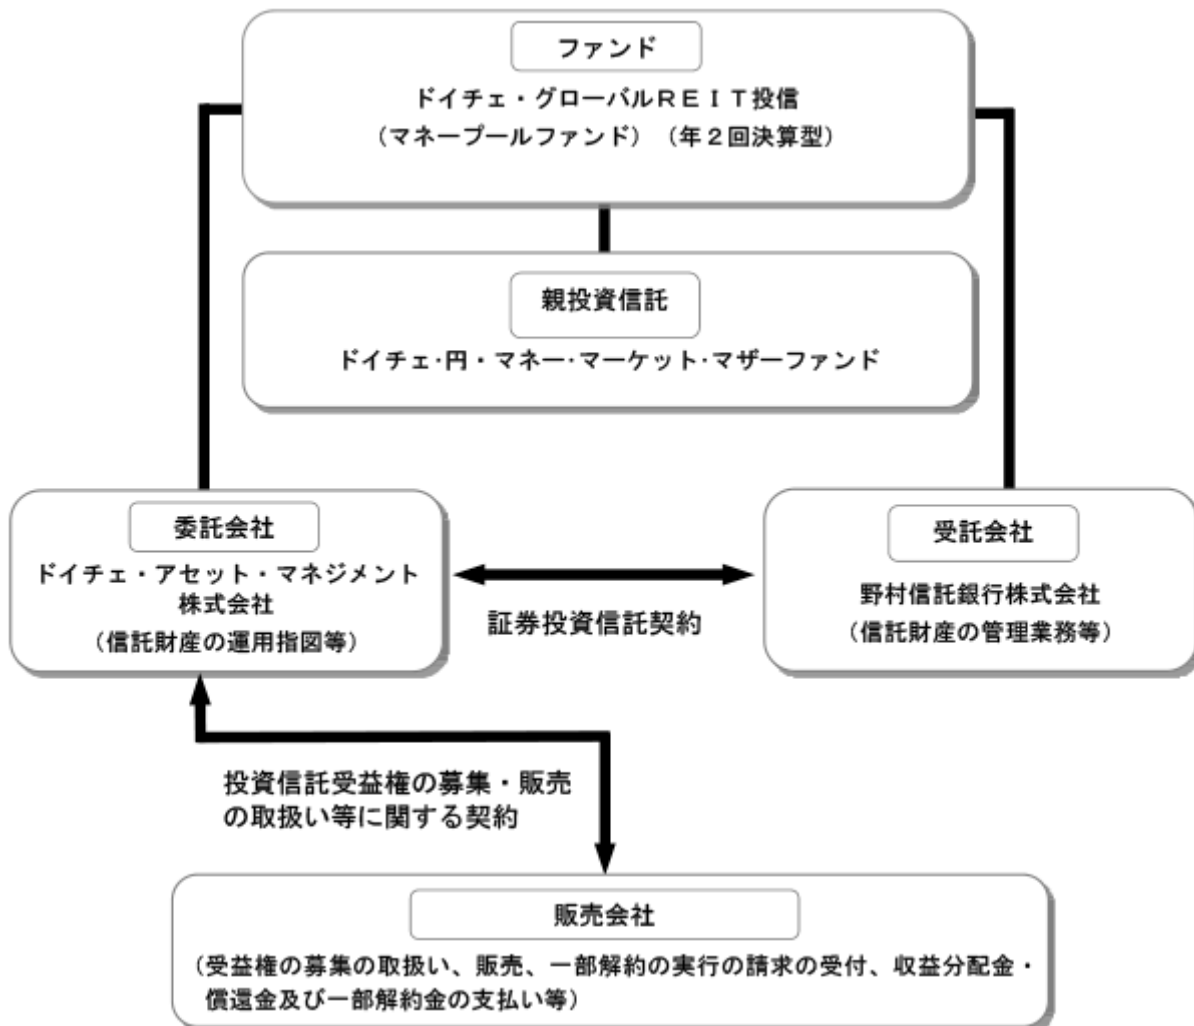 ファンド
ドイチェ・グローバルＲＥＩＴ投信
（マネープールファンド）（年２回決算型）
親投資信託
ドイチェ・円・マネー・マーケット・マザーファンド
委託会社
ドイチェ・アセット・マネジメント
株式会社
（信託財産の運用指図等）
証券投資信託契約
受託会社
野村信託銀行株式会社
（信託財産の管理業務等）
投資信託受益権の募集・販売
の取扱い等に関する契約
販売会社
（受益権の募集の取扱い、販売、一部解約の実行の請求の受付、収益分配金・
償還金及び一部解約金の支払い等）